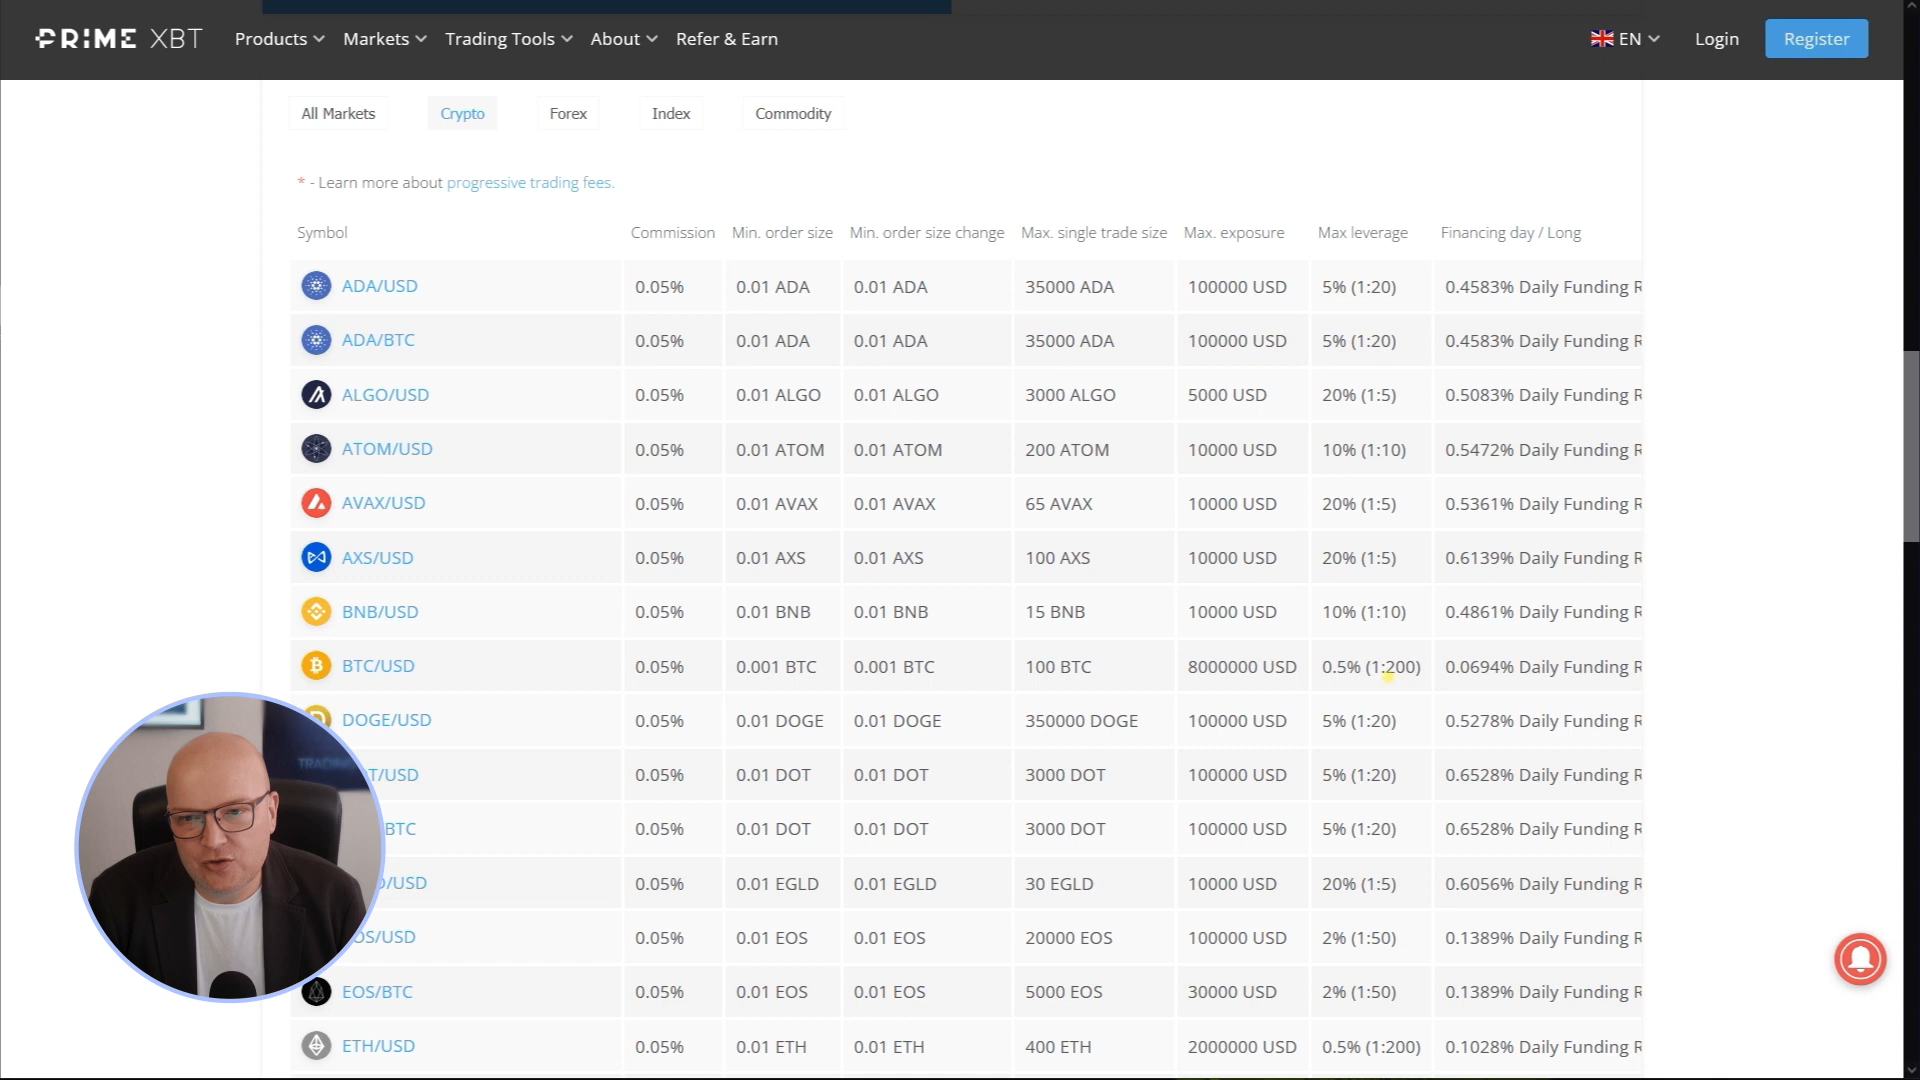 PRIME XBT Products Markets Trading Tools About Refer & Earn EN Login Register
All Markets Crypto Forex Index Commodity
* - Learn more about progressive trading fees.
Symbol Commission Min. order size Min. order size change Max. single trade size Max. exposure Max leverage Financing day / Long
ADA/USD 0.05% 0.01 ADA 0.01 ADA 35000 ADA 100000 USD 5% (1:20) 0.4583% Daily Funding R
ADA/BTC 0.05% 0.01 ADA 0.01 ADA 35000 ADA 100000 USD 5% (1:20) 0.4583% Daily Funding R
ALGO/USD 0.05% 0.01 ALGO 0.01 ALGO 3000 ALGO 5000 USD 20% (1:5) 0.5083% Daily Funding R
ATOM/USD 0.05% 0.01 ATOM 0.01 ATOM 200 ATOM 10000 USD 10% (1:10) 0.5472% Daily Funding R
AVAX/USD 0.05% 0.01 AVAX 0.01 AVAX 65 AVAX 10000 USD 20% (1:5) 0.5361% Daily Funding R
AXS/USD 0.05% 0.01 AXS 0.01 AXS 100 AXS 10000 USD 20% (1:5) 0.6139% Daily Funding R
BNB/USD 0.05% 0.01 BNB 0.01 BNB 15 BNB 10000 USD 10% (1:10) 0.4861% Daily Funding R
BTC/USD 0.05% 0.001 BTC 0.001 BTC 100 BTC 8000000 USD 0.5% (1:200) 0.0694% Daily Funding R
DOGE/USD 0.05% 0.01 DOGE 0.01 DOGE 350000 DOGE 100000 USD 5% (1:20) 0.5278% Daily Funding R
T/USD 0.05% 0.01 DOT 0.01 DOT 3000 DOT 100000 USD 5% (1:20) 0.6528% Daily Funding R
BTC 0.05% 0.01 DOT 0.01 DOT 3000 DOT 100000 USD 5% (1:20) 0.6528% Daily Funding R
/USD 0.05% 0.01 EGLD 0.01 EGLD 30 EGLD 10000 USD 20% (1:5) 0.6056% Daily Funding R
OS/USD 0.05% 0.01 EOS 0.01 EOS 20000 EOS 100000 USD 2% (1:50) 0.1389% Daily Funding R
EOS/BTC 0.05% 0.01 EOS 0.01 EOS 5000 EOS 30000 USD 2% (1:50) 0.1389% Daily Funding R
ETH/USD 0.05% 0.01 ETH 0.01 ETH 400 ETH 2000000 USD 0.5% (1:200) 0.1028% Daily Funding R